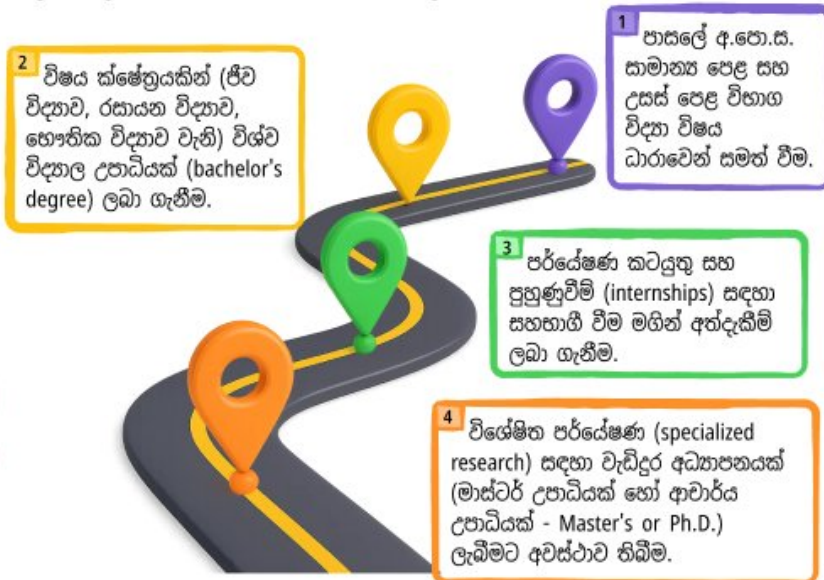 1
පාසලේ අ.පො.ස.
සාමාන්‍ය පෙළ සහ
උසස් පෙළ විභාග
විද්‍යා විෂය
ධාරාවෙන් සමත් වීම.
2
විෂය ක්ෂේත්‍රයකින් (ජීව
විද්‍යාව, රසායන විද්‍යාව,
භෞතික විද්‍යාව වැනි) විශ්ව
විද්‍යාල උපාධියක් (bachelor's
degree) ලබා ගැනීම.
3
පර්යේෂණ කටයුතු සහ
පුහුණුවීම් (internships) සඳහා
සහභාගී වීම මගින් අත්දැකීම්
ලබා ගැනීම.
4
විශේෂිත පර්යේෂණ (specialized
research) සඳහා වැඩිදුර අධ්‍යාපනයක්
(මාස්ටර් උපාධියක් හෝ ආචාර්ය
උපාධියක් - Master's or Ph.D.)
ලැබීමට අවස්ථාව තිබීම.